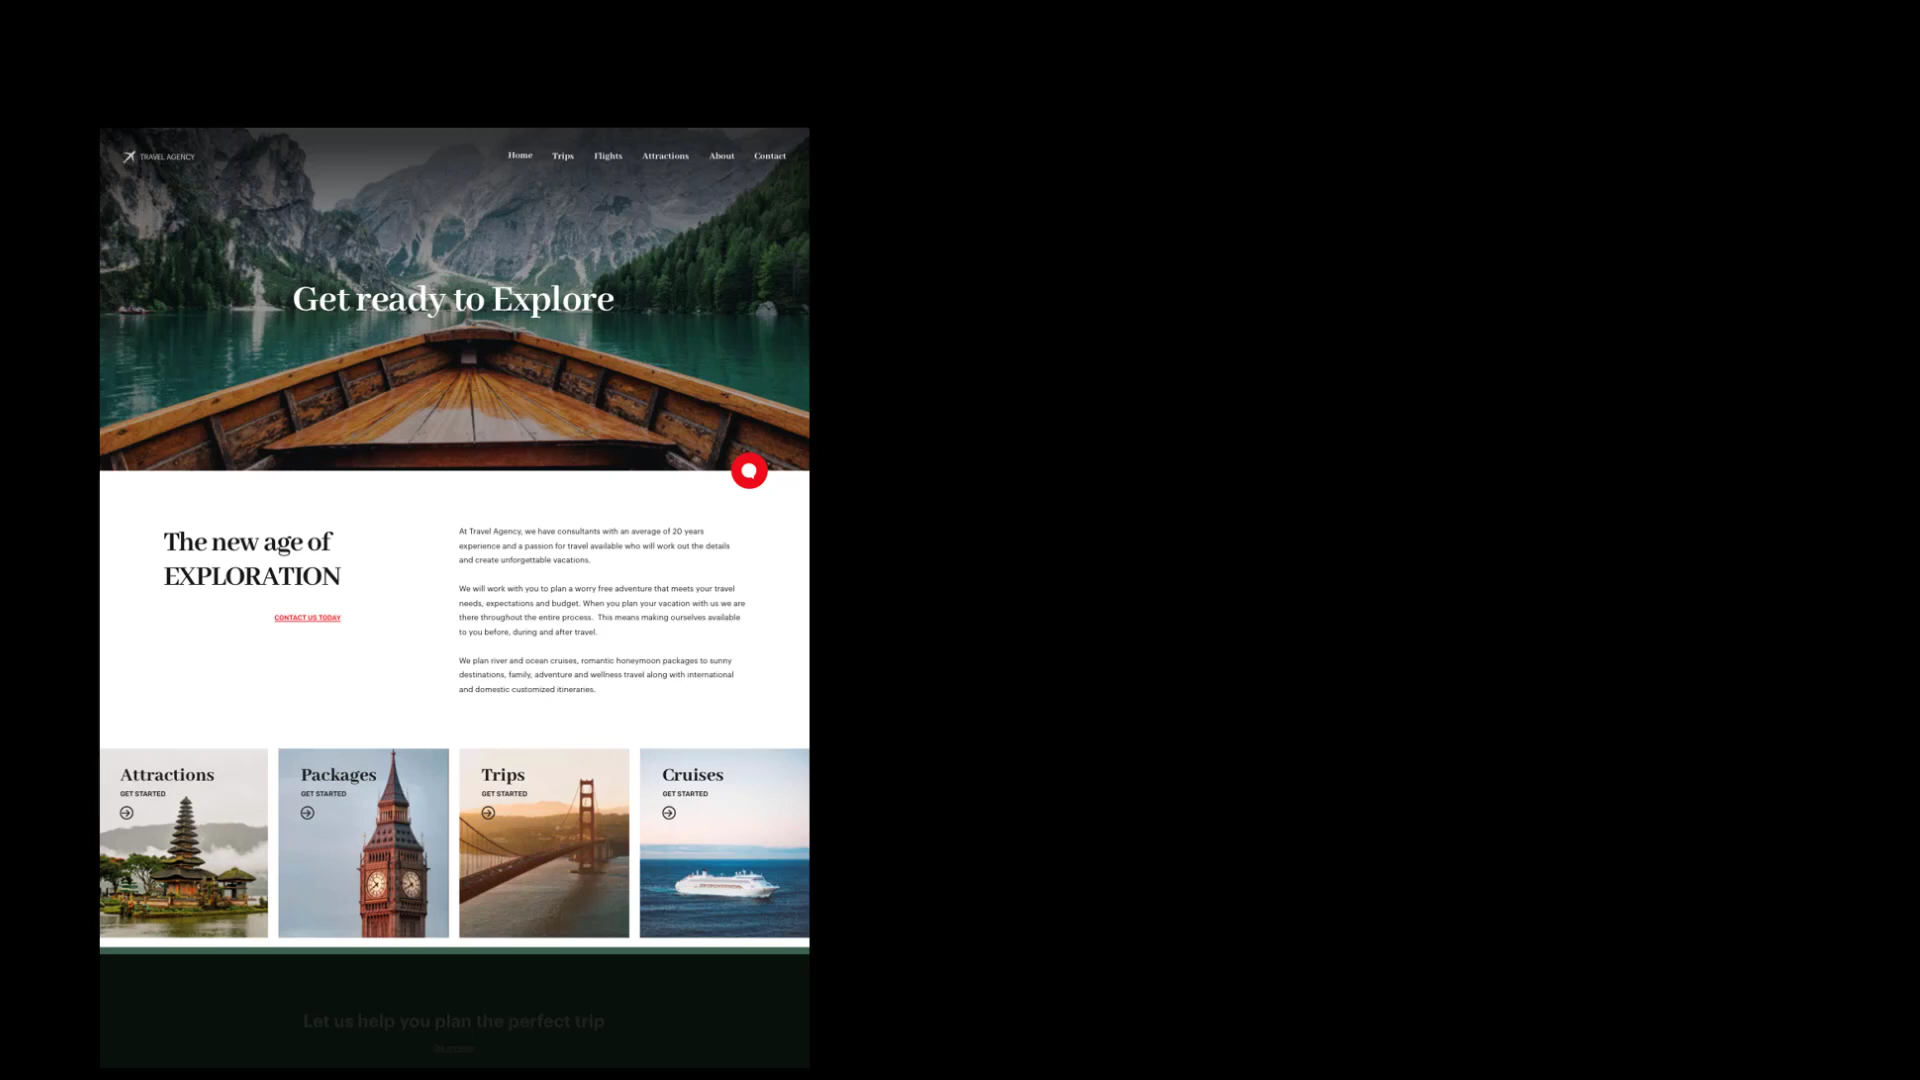 TRAVEL AGENCY
Home Trips Flights Attractions About Contact
Get ready to Explore
The new age of
EXPLORATION
CONTACT US TODAY
At Travel Agency, we have consultants with an average of 20 years
experience and a passion for travel available who will work out the details
and create unforgettable vacations.
We will work with you to plan a worry free adventure that meets your travel
needs, expectations and budget. When you plan your vacation with us we are
there throughout the entire process. This means making ourselves available
to you before, during and after travel.
We plan river and ocean cruises, romantic honeymoon packages to sunny
destinations, family, adventure and wellness travel along with international
and domestic customized itineraries.
Attractions
GET STARTED
Packages
GET STARTED
Trips
GET STARTED
Cruises
GET STARTED
Let us help you plan the perfect trip